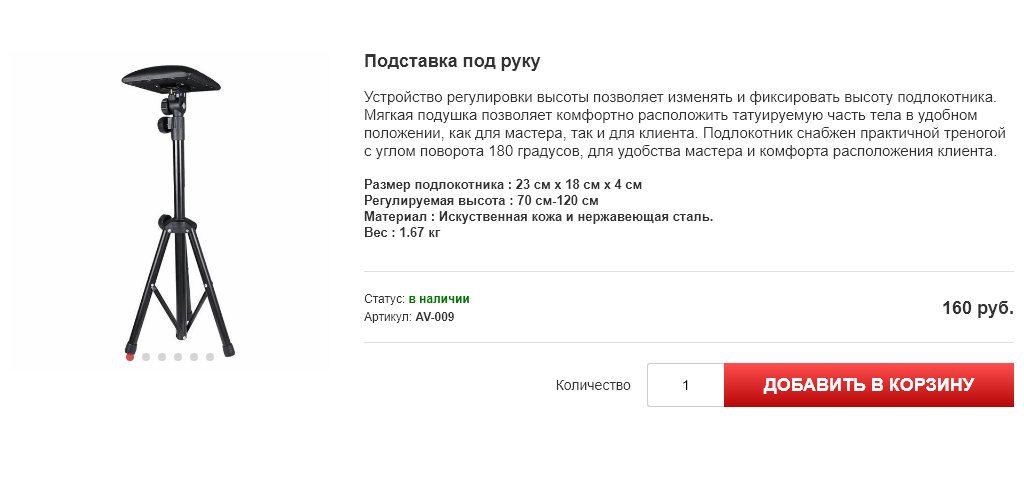 Подставка под руку
Устройство регулировки высоты позволяет изменять и фиксировать высоту подлокотника.
Мягкая подушка позволяет комфортно расположить татуируемую часть тела в удобном
положении, как для мастера, так и для клиента. Подлокотник снабжен практичной треногой
с углом поворота 180 градусов, для удобства мастера и комфорта расположения клиента.
Размер подлокотника : 23 см x 18 см x 4 см
Регулируемая высота : 70 см-120 см
Материал : Искуственная кожа и нержавеющая сталь.
Вес : 1.67 кг
Статус: в наличии
Артикул: AV-009
160 руб.
Количество 1 ДОБАВИТЬ В КОРЗИНУ